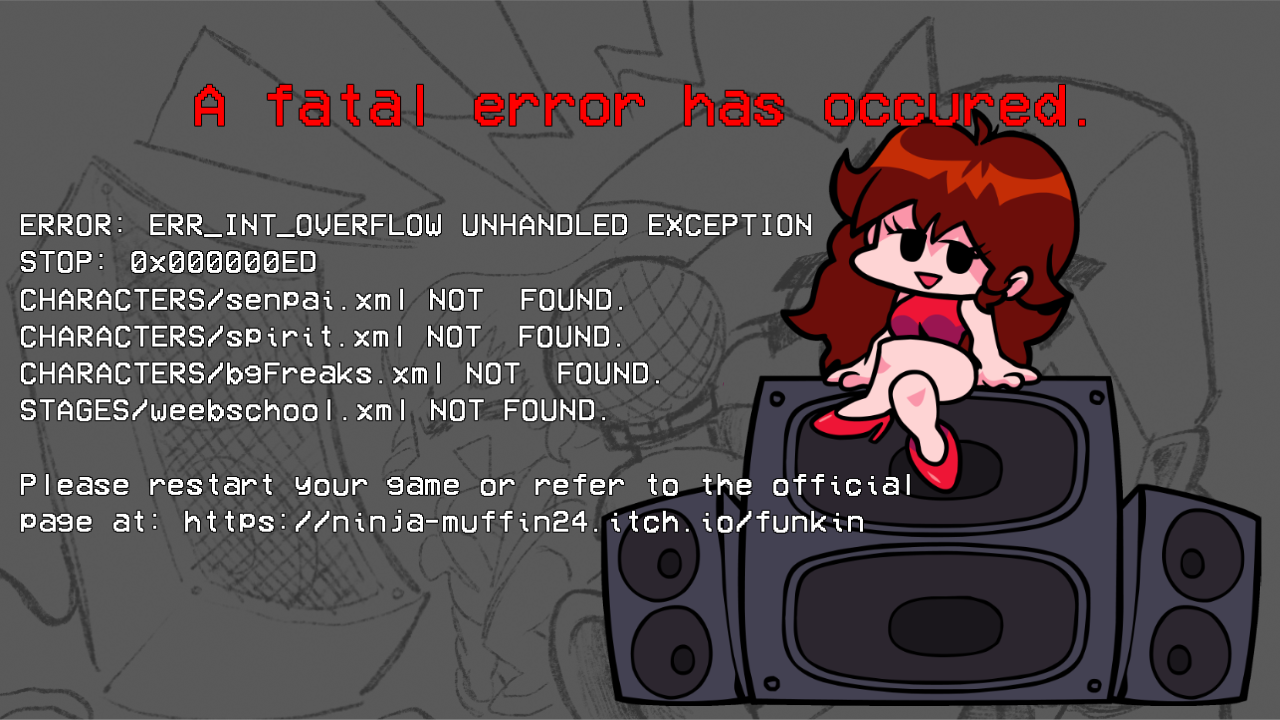 A fatal error has occured.
ERROR: ERR_INT_OVERFLOW UNHANDLED EXCEPTION
STOP: 0x000000ED
CHARACTERS/senpai.xml NOT  FOUND.
CHARACTERS/spirit.xml NOT  FOUND.
CHARACTERS/bgFreaks.xml NOT  FOUND.
STAGES/weebschool.xml NOT FOUND.
Please restart your game or refer to the official
page at: https://ninja-muffin24.itch.io/funkin